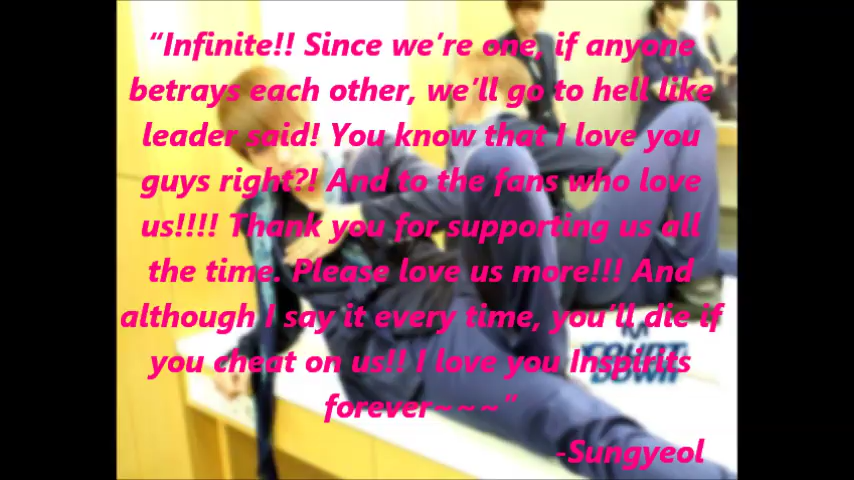 “Infinite!! Since we’re one, if anyone
betrays each other, we’ll go to hell like
leader said! You know that I love you
guys right?! And to the fans who love
us!!!! Thank you for supporting us all
the time. Please love us more!!! And
although I say it every time, you’ll die if
you cheat on us!! I love you Inspirits
forever~~~”
-Sungyeol
M
COUNT
DOWN